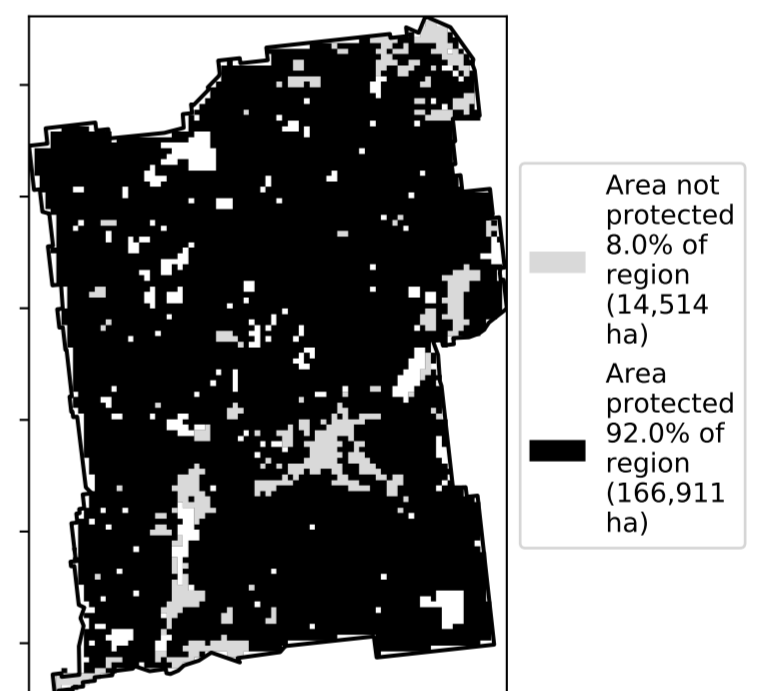 Area not
protected
8.0% of
region
(14,514
ha)
Area
protected
92.0% of
region
(166,911
ha)